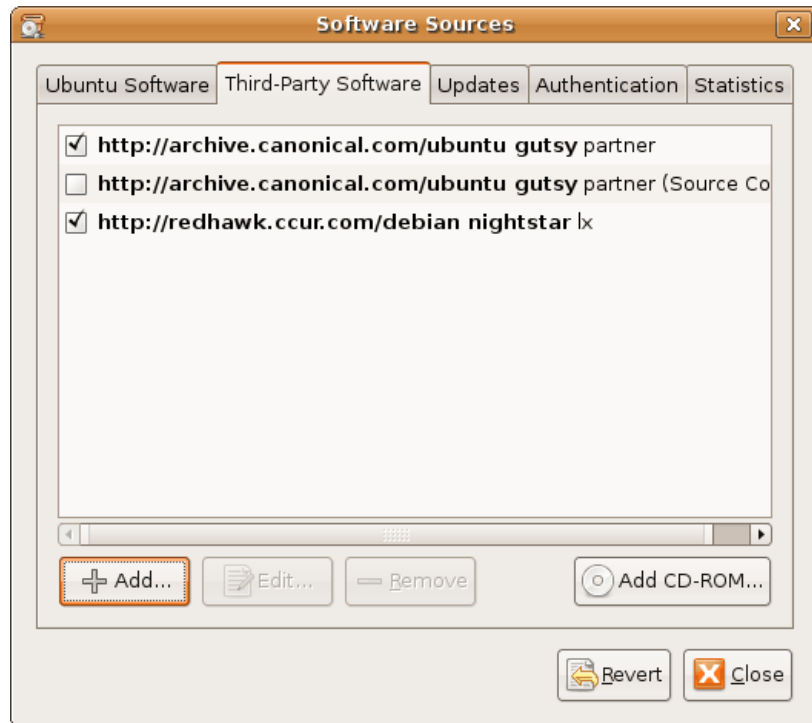 Software Sources
Ubuntu Software Third-Party Software Updates Authentication Statistics
http://archive.canonical.com/ubuntu gutsy partner
http://archive.canonical.com/ubuntu gutsy partner (Source Co
http://redhawk.ccur.com/debian nightstar lx
Add... Edit... Remove Add CD-ROM...
Revert Close